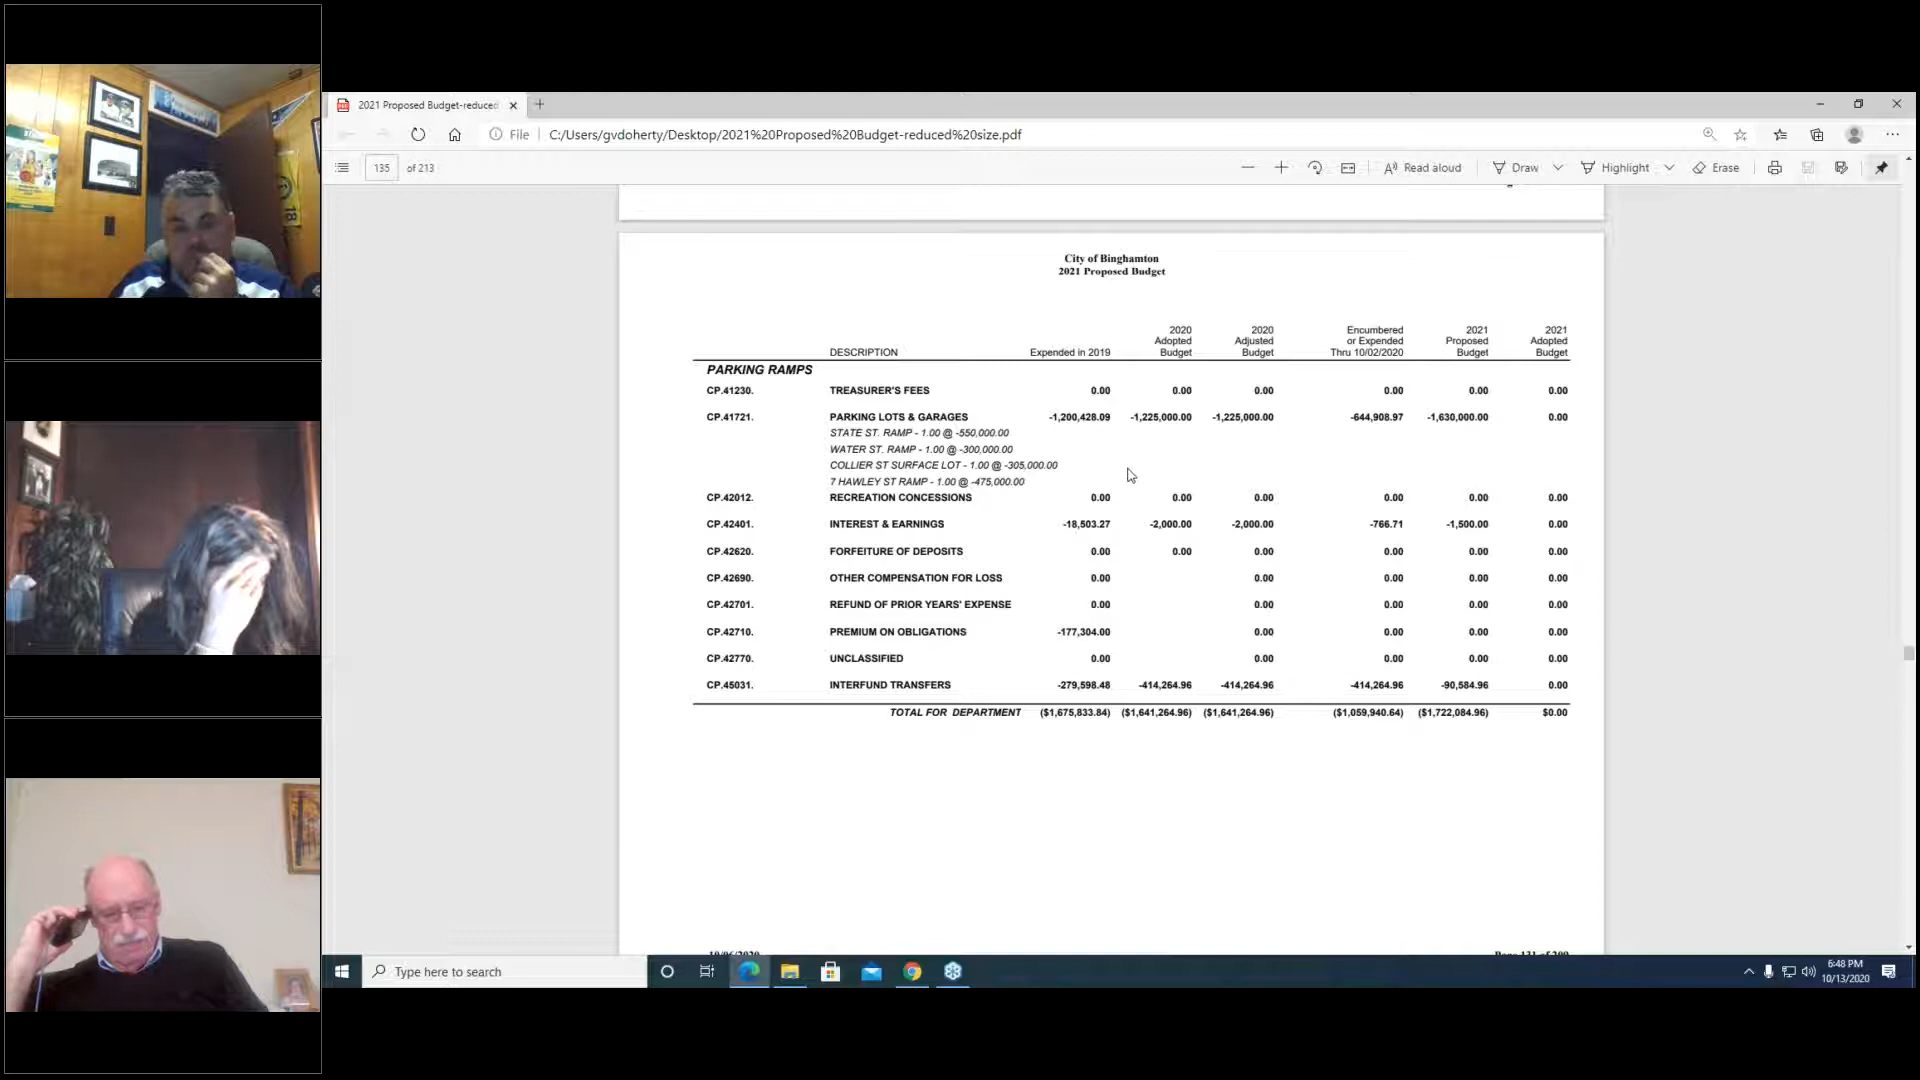 2021 Proposed Budget-reduced
File C:/Users/gvdoherty/Desktop/2021%20Proposed%20Budget-reduced%20size.pdf
135 of 213 Read aloud Draw Highlight Erase
City of Binghamton
2021 Proposed Budget
2020 2020 Encumbered 2021 2021
Adopted Adjusted or Expended Proposed Adopted
DESCRIPTION Expended in 2019 Budget Budget Thru 10/02/2020 Budget Budget
PARKING RAMPS
CP.41230. TREASURER'S FEES 0.00 0.00 0.00 0.00 0.00 0.00
CP.41721. PARKING LOTS & GARAGES -1,200,428.09 -1,225,000.00 -1,225,000.00 -644,908.97 -1,630,000.00 0.00
STATE ST. RAMP - 1.00 @ -550,000.00
WATER ST. RAMP - 1.00 @ -300,000.00
COLLIER ST SURFACE LOT - 1.00 @ -305,000.00
7 HAWLEY ST RAMP - 1.00 @ -475,000.00
CP.42012. RECREATION CONCESSIONS 0.00 0.00 0.00 0.00 0.00 0.00
CP.42401. INTEREST & EARNINGS -18,503.27 -2,000.00 -2,000.00 -766.71 -1,500.00 0.00
CP.42620. FORFEITURE OF DEPOSITS 0.00 0.00 0.00 0.00 0.00 0.00
CP.42690. OTHER COMPENSATION FOR LOSS 0.00 0.00 0.00 0.00 0.00
CP.42701. REFUND OF PRIOR YEARS' EXPENSE 0.00 0.00 0.00 0.00 0.00
CP.42710. PREMIUM ON OBLIGATIONS -177,304.00 0.00 0.00 0.00 0.00
CP.42770. UNCLASSIFIED 0.00 0.00 0.00 0.00 0.00
CP.45031. INTERFUND TRANSFERS -279,598.48 -414,264.96 -414,264.96 -414,264.96 -90,584.96 0.00
TOTAL FOR DEPARTMENT ($1,675,833.84) ($1,641,264.96) ($1,641,264.96) ($1,059,940.64) ($1,722,084.96) $0.00
Type here to search
6:48 PM
10/13/2020